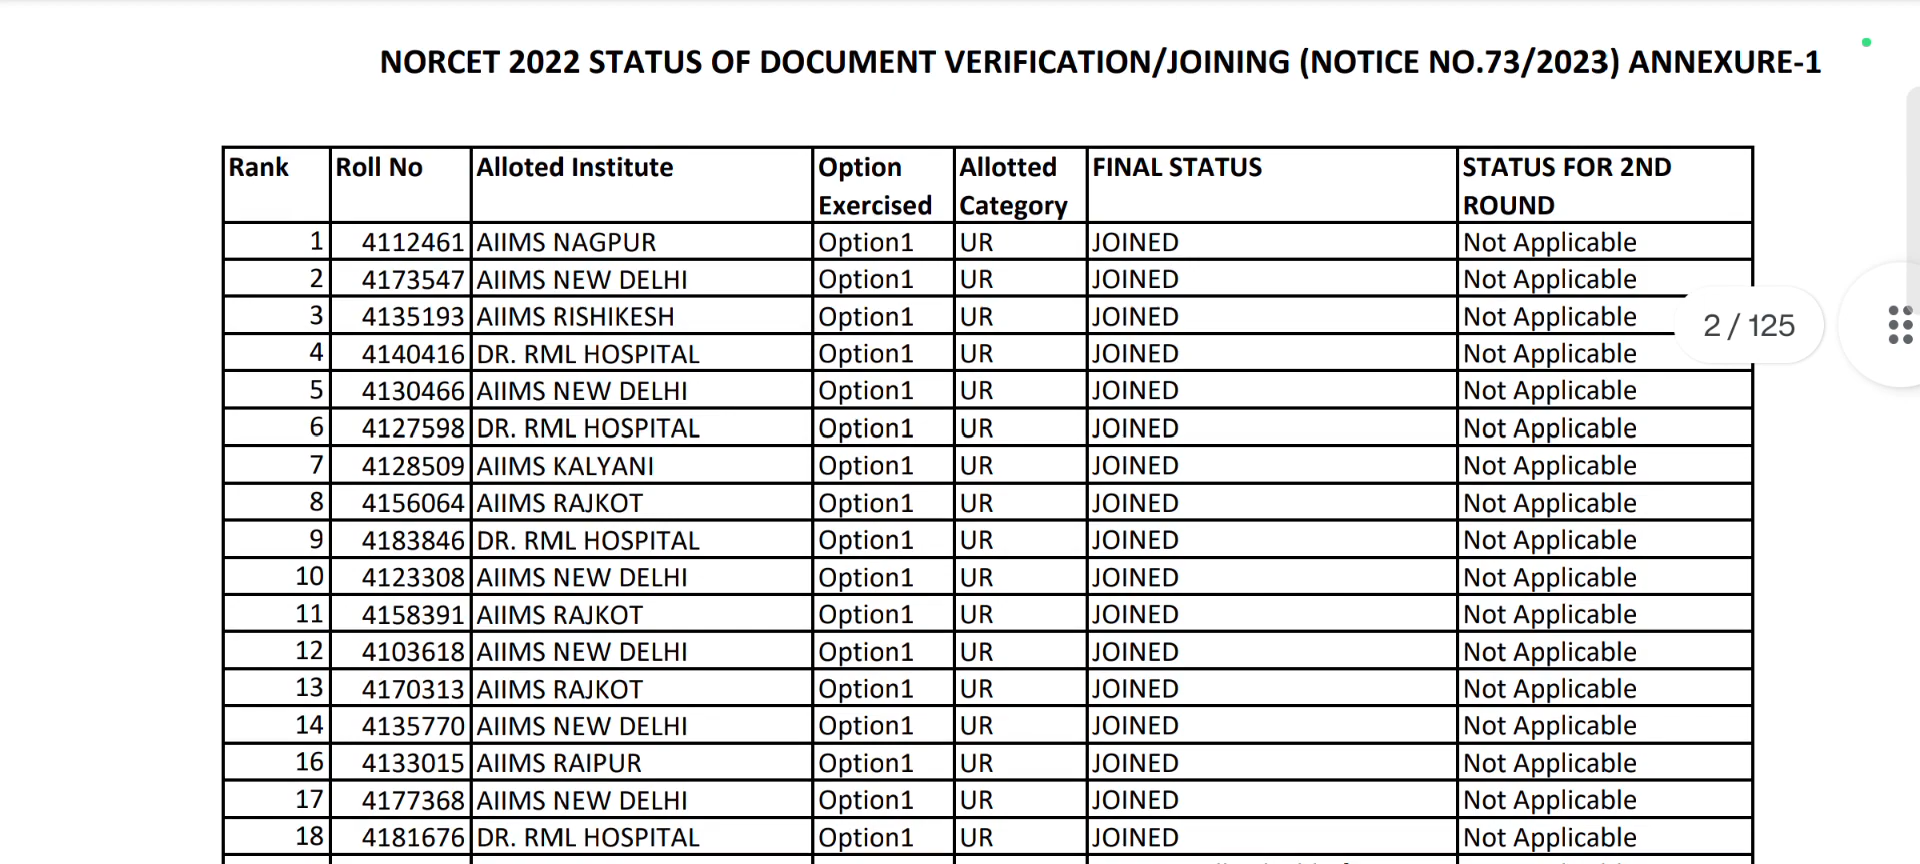 NORCET 2022 STATUS OF DOCUMENT VERIFICATION/JOINING (NOTICE NO.73/2023) ANNEXURE-1
Rank Roll No Alloted Institute Option Exercised Allotted Category FINAL STATUS STATUS FOR 2ND ROUND
1 4112461 AIIMS NAGPUR Option1 UR JOINED Not Applicable
2 4173547 AIIMS NEW DELHI Option1 UR JOINED Not Applicable
3 4135193 AIIMS RISHIKESH Option1 UR JOINED Not Applicable
2 / 125
4 4140416 DR. RML HOSPITAL Option1 UR JOINED Not Applicable
5 4130466 AIIMS NEW DELHI Option1 UR JOINED Not Applicable
6 4127598 DR. RML HOSPITAL Option1 UR JOINED Not Applicable
7 4128509 AIIMS KALYANI Option1 UR JOINED Not Applicable
8 4156064 AIIMS RAJKOT Option1 UR JOINED Not Applicable
9 4183846 DR. RML HOSPITAL Option1 UR JOINED Not Applicable
10 4123308 AIIMS NEW DELHI Option1 UR JOINED Not Applicable
11 4158391 AIIMS RAJKOT Option1 UR JOINED Not Applicable
12 4103618 AIIMS NEW DELHI Option1 UR JOINED Not Applicable
13 4170313 AIIMS RAJKOT Option1 UR JOINED Not Applicable
14 4135770 AIIMS NEW DELHI Option1 UR JOINED Not Applicable
16 4133015 AIIMS RAIPUR Option1 UR JOINED Not Applicable
17 4177368 AIIMS NEW DELHI Option1 UR JOINED Not Applicable
18 4181676 DR. RML HOSPITAL Option1 UR JOINED Not Applicable